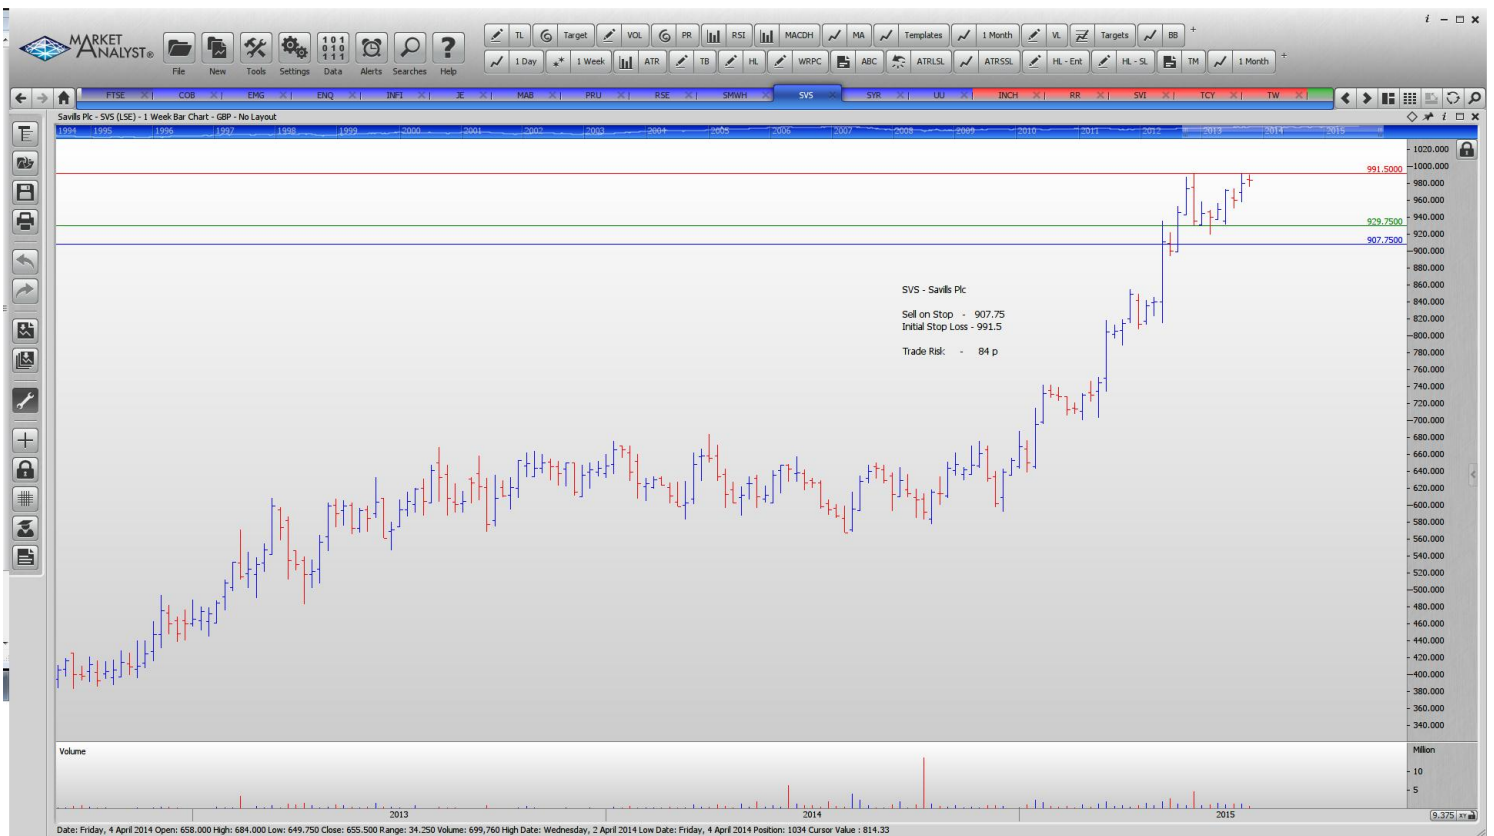 MARKET
ANALYST®
File
New
Tools
Settings
101
010
111
Data
Alerts
Searches
?
Help
TL
Target
VOL
PR
RSI
MACDH
MA
Templates
1 Month
VL
Targets
BB
+
1 Day
1 Week
ATR
TB
HL
WRPC
ABC
ATRLSL
ATRSSL
HL - Ent
HL - SL
TM
1 Month
+
FTSE
COB
EMG
ENQ
INFI
JE
MAB
PRU
RSE
SMWH
SVS
SYR
UU
INCH
RR
SVI
TCY
TW
Savills Plc - SVS (LSE) - 1 Week Bar Chart - GBP - No Layout
1994 1995 1996 1997 1998 1999 2000 2001 2002 2003 2004 2005 2006 2007 2008 2009 2010 2011 2012 2013 2014 2015
991.5000
929.7500
907.7500
1020.000
1000.000
980.000
960.000
940.000
920.000
900.000
880.000
860.000
840.000
820.000
800.000
780.000
760.000
740.000
720.000
700.000
680.000
660.000
640.000
620.000
600.000
580.000
560.000
540.000
520.000
500.000
480.000
460.000
440.000
420.000
400.000
380.000
360.000
340.000
SVS - Savills Plc
Sell on Stop - 907.75
Initial Stop Loss - 991.5
Trade Risk - 84 p
Volume
Million
10
5
2013
2014
2015
9.375 XY
Date: Friday, 4 April 2014 Open: 658.000 High: 684.000 Low: 649.750 Close: 655.500 Range: 34.250 Volume: 699,760 High Date: Wednesday, 2 April 2014 Low Date: Friday, 4 April 2014 Position: 1034 Cursor Value : 814.33